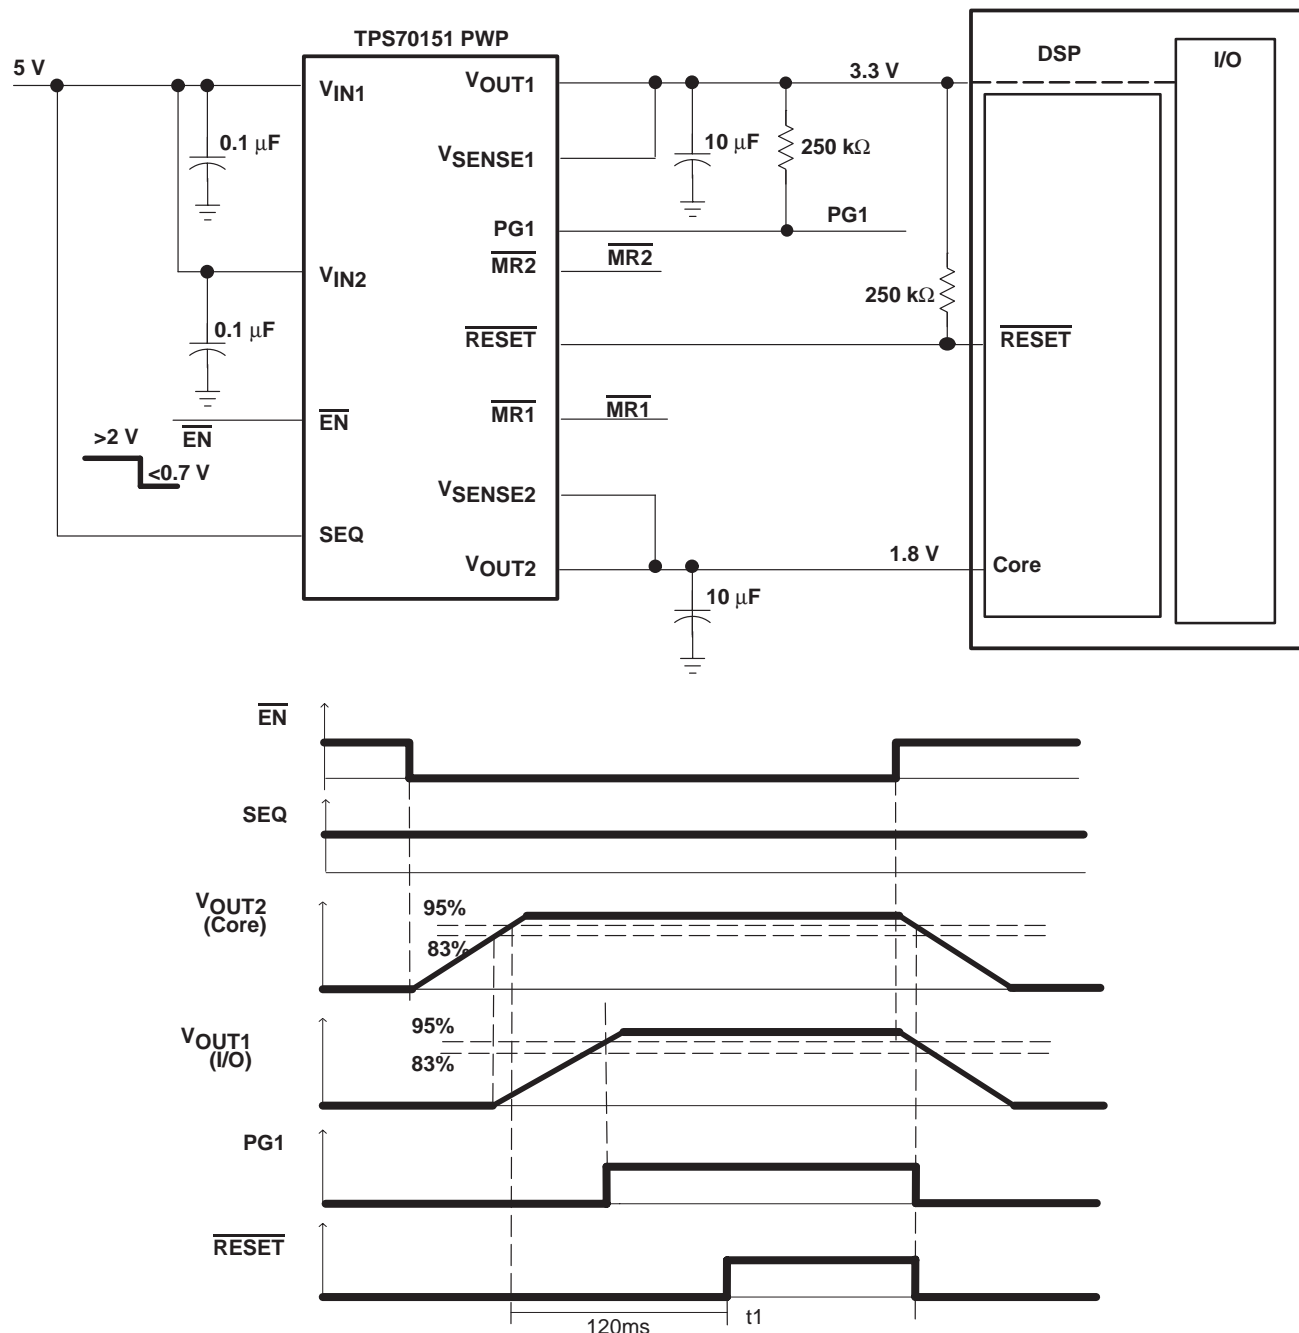 TPS70151 PWP
5 V
VIN1
VOUT1
3.3 V
DSP
I/O
0.1 μF
VSENSE1
10 μF
250 kΩ
PG1
PG1
MR2
MR2
VIN2
250 kΩ
0.1 μF
RESET
RESET
EN
EN
MR1
MR1
>2 V
<0.7 V
VSENSE2
SEQ
VOUT2
1.8 V
Core
10 μF
EN
SEQ
VOUT2
(Core)
95%
83%
VOUT1
(I/O)
95%
83%
PG1
RESET
t1
120ms